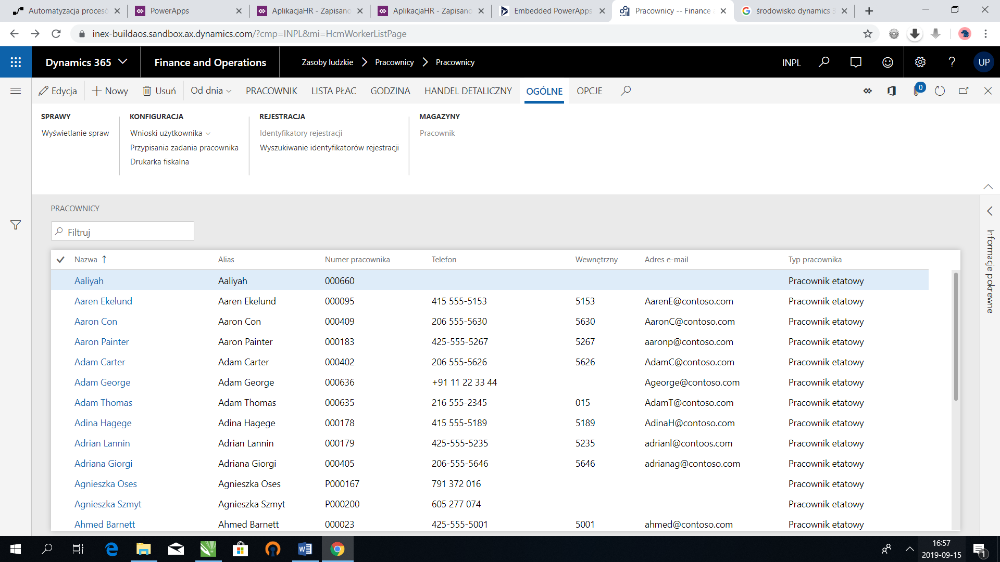 Automatyzacja procesó
PowerApps
AplikacjaHR - Zapisano
AplikacjaHR - Zapisano
Embedded PowerApps
Pracownicy -- Finance
środowisko dynamics 3
inex-buildaos.sandbox.ax.dynamics.com/?cmp=INPL&mi=HcmWorkerListPage
Dynamics 365
Finance and Operations
Zasoby ludzkie > Pracownicy > Pracownicy
INPL
UP
Edycja
Nowy
Usuń
Od dnia
PRACOWNIK
LISTA PŁAC
GODZINA
HANDEL DETALICZNY
OGÓLNE
OPCJE
0
SPRAWY
Wyświetlanie spraw
KONFIGURACJA
Wnioski użytkownika
Przypisania zadania pracownika
Drukarka fiskalna
REJESTRACJA
Identyfikatory rejestracji
Wyszukiwanie identyfikatorów rejestracji
MAGAZYNY
Pracownik
PRACOWNICY
Filtruj
Informacje pokrewne
Nazwa ↑ Alias Numer pracownika Telefon Wewnętrzny Adres e-mail Typ pracownika
Aaliyah Aaliyah 000660 Pracownik etatowy
Aaren Ekelund Aaren Ekelund 000095 415 555-5153 5153 AarenE@contoso.com Pracownik etatowy
Aaron Con Aaron Con 000409 206 555-5630 5630 AaronC@contoso.com Pracownik etatowy
Aaron Painter Aaron Painter 000183 425-555-5267 5267 aaronp@contoso.com Pracownik etatowy
Adam Carter Adam Carter 000402 206 555-5626 5626 AdamC@contoso.com Pracownik etatowy
Adam George Adam George 000636 +91 11 22 33 44 Ageorge@contoso.com Pracownik etatowy
Adam Thomas Adam Thomas 000635 216 555-2345 015 AdamT@contoso.com Pracownik etatowy
Adina Hagege Adina Hagege 000178 415 555-5189 5189 AdinaH@contoso.com Pracownik etatowy
Adrian Lannin Adrian Lannin 000179 425-555-5235 5235 adrianl@contoos.com Pracownik etatowy
Adriana Giorgi Adriana Giorgi 000405 206-555-5646 5646 adrianag@contoso.com Pracownik etatowy
Agnieszka Oses Agnieszka Oses P000167 791 372 016 Pracownik etatowy
Agnieszka Szmyt Agnieszka Szmyt P000200 605 277 074 Pracownik etatowy
Ahmed Barnett Ahmed Barnett 000023 425-555-5001 5001 ahmed@contoso.com Pracownik etatowy
16:57
2019-09-15
1